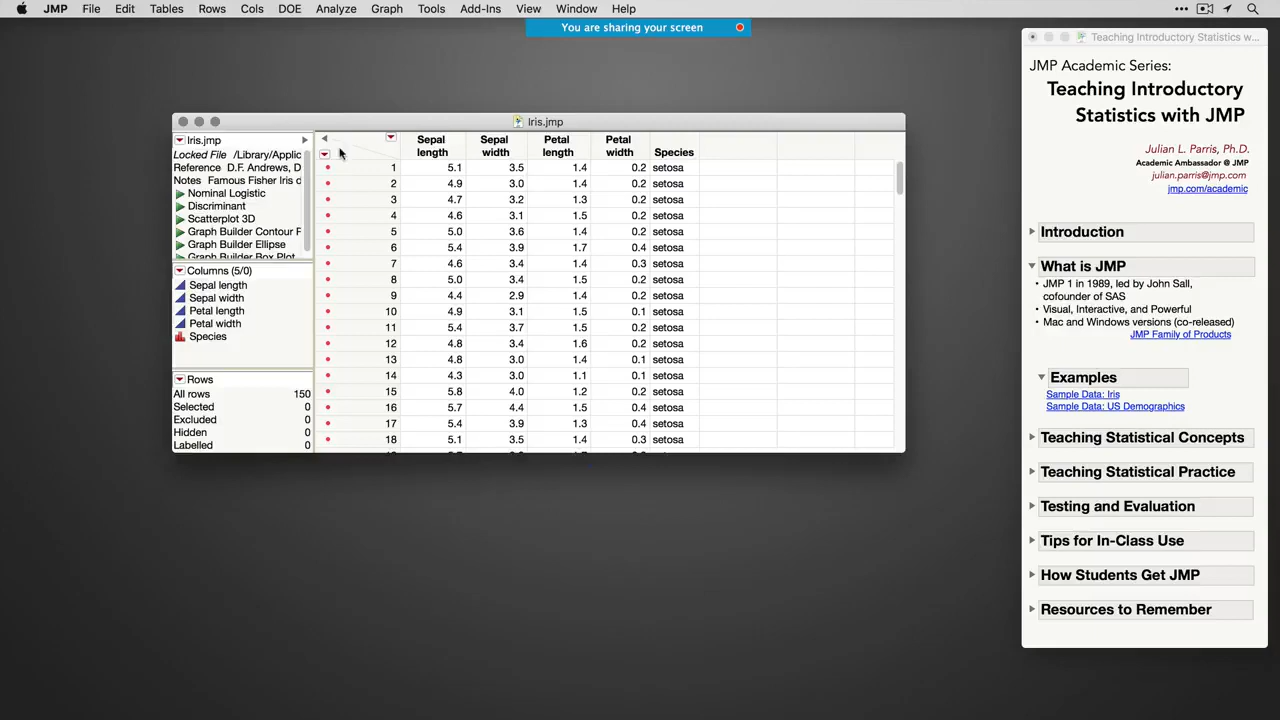 JMP File Edit Tables Rows Cols DOE Analyze Graph Tools Add-Ins View Window Help
You are sharing your screen
Iris.jmp
Iris.jmp
Locked File /Library/Applic
Reference D.F. Andrews, D
Notes Famous Fisher Iris d
Nominal Logistic
Discriminant
Scatterplot 3D
Graph Builder Contour F
Graph Builder Ellipse
Graph Builder Box Plot
Columns (5/0)
Sepal length
Sepal width
Petal length
Petal width
Species
Rows
All rows 150
Selected 0
Excluded 0
Hidden 0
Labelled 0
Sepal length Sepal width Petal length Petal width Species
1 5.1 3.5 1.4 0.2 setosa
2 4.9 3.0 1.4 0.2 setosa
3 4.7 3.2 1.3 0.2 setosa
4 4.6 3.1 1.5 0.2 setosa
5 5.0 3.6 1.4 0.2 setosa
6 5.4 3.9 1.7 0.4 setosa
7 4.6 3.4 1.4 0.3 setosa
8 5.0 3.4 1.5 0.2 setosa
9 4.4 2.9 1.4 0.2 setosa
10 4.9 3.1 1.5 0.1 setosa
11 5.4 3.7 1.5 0.2 setosa
12 4.8 3.4 1.6 0.2 setosa
13 4.8 3.0 1.4 0.1 setosa
14 4.3 3.0 1.1 0.1 setosa
15 5.8 4.0 1.2 0.2 setosa
16 5.7 4.4 1.5 0.4 setosa
17 5.4 3.9 1.3 0.4 setosa
18 5.1 3.5 1.4 0.3 setosa
Teaching Introductory Statistics w...
JMP Academic Series:
Teaching Introductory
Statistics with JMP
Julian L. Parris, Ph.D.
Academic Ambassador @ JMP
julian.parris@jmp.com
jmp.com/academic
Introduction
What is JMP
• JMP 1 in 1989, led by John Sall,
cofounder of SAS
• Visual, Interactive, and Powerful
• Mac and Windows versions (co-released)
JMP Family of Products
Examples
Sample Data: Iris
Sample Data: US Demographics
Teaching Statistical Concepts
Teaching Statistical Practice
Testing and Evaluation
Tips for In-Class Use
How Students Get JMP
Resources to Remember